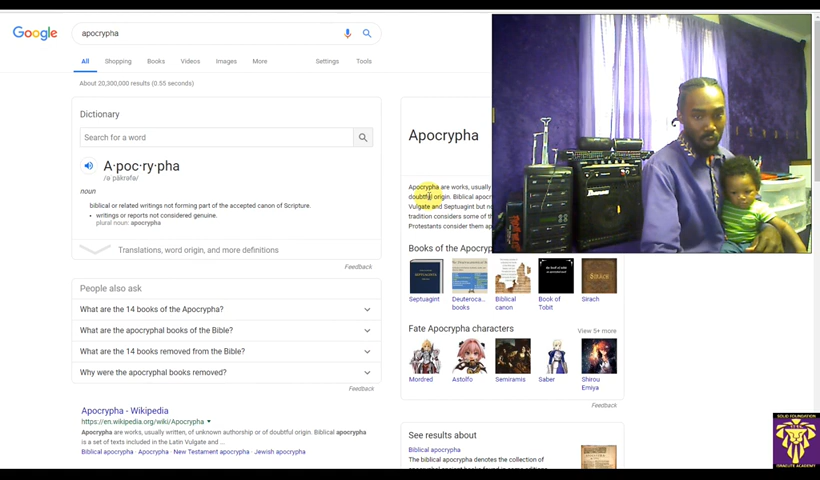 Google
apocrypha
All
Shopping
Books
Videos
Images
More
Settings
Tools
About 20,300,000 results (0.55 seconds)
Dictionary
Search for a word
A·poc·ry·pha
/əˈpäkrəfə/
noun
biblical or related writings not forming part of the accepted canon of Scripture.
• writings or reports not considered genuine.
plural noun: apocrypha
Translations, word origin, and more definitions
Feedback
People also ask
What are the 14 books of the Apocrypha?
What are the apocryphal books of the Bible?
What are the 14 books removed from the Bible?
Why were the apocryphal books removed?
Feedback
Apocrypha - Wikipedia
https://en.wikipedia.org/wiki/Apocrypha
Apocrypha are works, usually written, of unknown authorship or of doubtful origin. Biblical apocrypha
is a set of texts included in the Latin Vulgate and ...
Biblical apocrypha · Apocrypha · New Testament apocrypha · Jewish apocrypha
Apocrypha
Apocrypha are works, usually
doubtful origin. Biblical apocr
Vulgate and Septuagint but n
tradition considers some of th
Protestants consider them ap
Books of the Apocryp
Septuagint
Deuteroca... books
Biblical canon
Book of Tobit
Sirach
Fate Apocrypha characters
View 5+ more
Mordred
Astolfo
Semiramis
Saber
Shirou Emiya
Feedback
See results about
Biblical apocrypha
The biblical apocrypha denotes the collection of
SOLID FOUNDATION
ISRAELITE ACADEMY